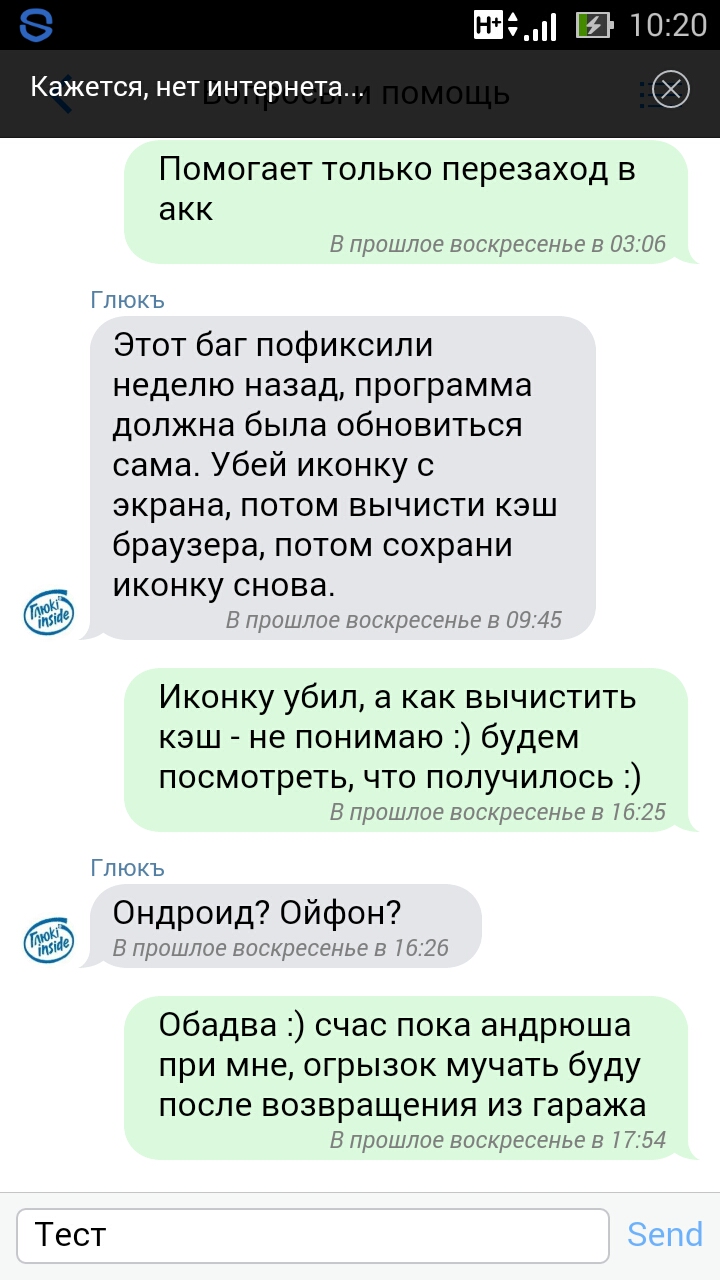 H+ 10:20
Кажется, нет интернета...
Вопросы и помощь
Помогает только перезаход в
акк
В прошлое воскресенье в 03:06
Глюкъ
Этот баг пофиксили
неделю назад, программа
должна была обновиться
сама. Убей иконку с
экрана, потом вычисти кэш
браузера, потом сохрани
иконку снова.
В прошлое воскресенье в 09:45
Глюкi
inside
Иконку убил, а как вычистить
кэш - не понимаю :) будем
посмотреть, что получилось :)
В прошлое воскресенье в 16:25
Глюкъ
Ондроид? Ойфон?
В прошлое воскресенье в 16:26
Глюкi
inside
Обадва :) счас пока андрюша
при мне, огрызок мучать буду
после возвращения из гаража
В прошлое воскресенье в 17:54
Тест Send